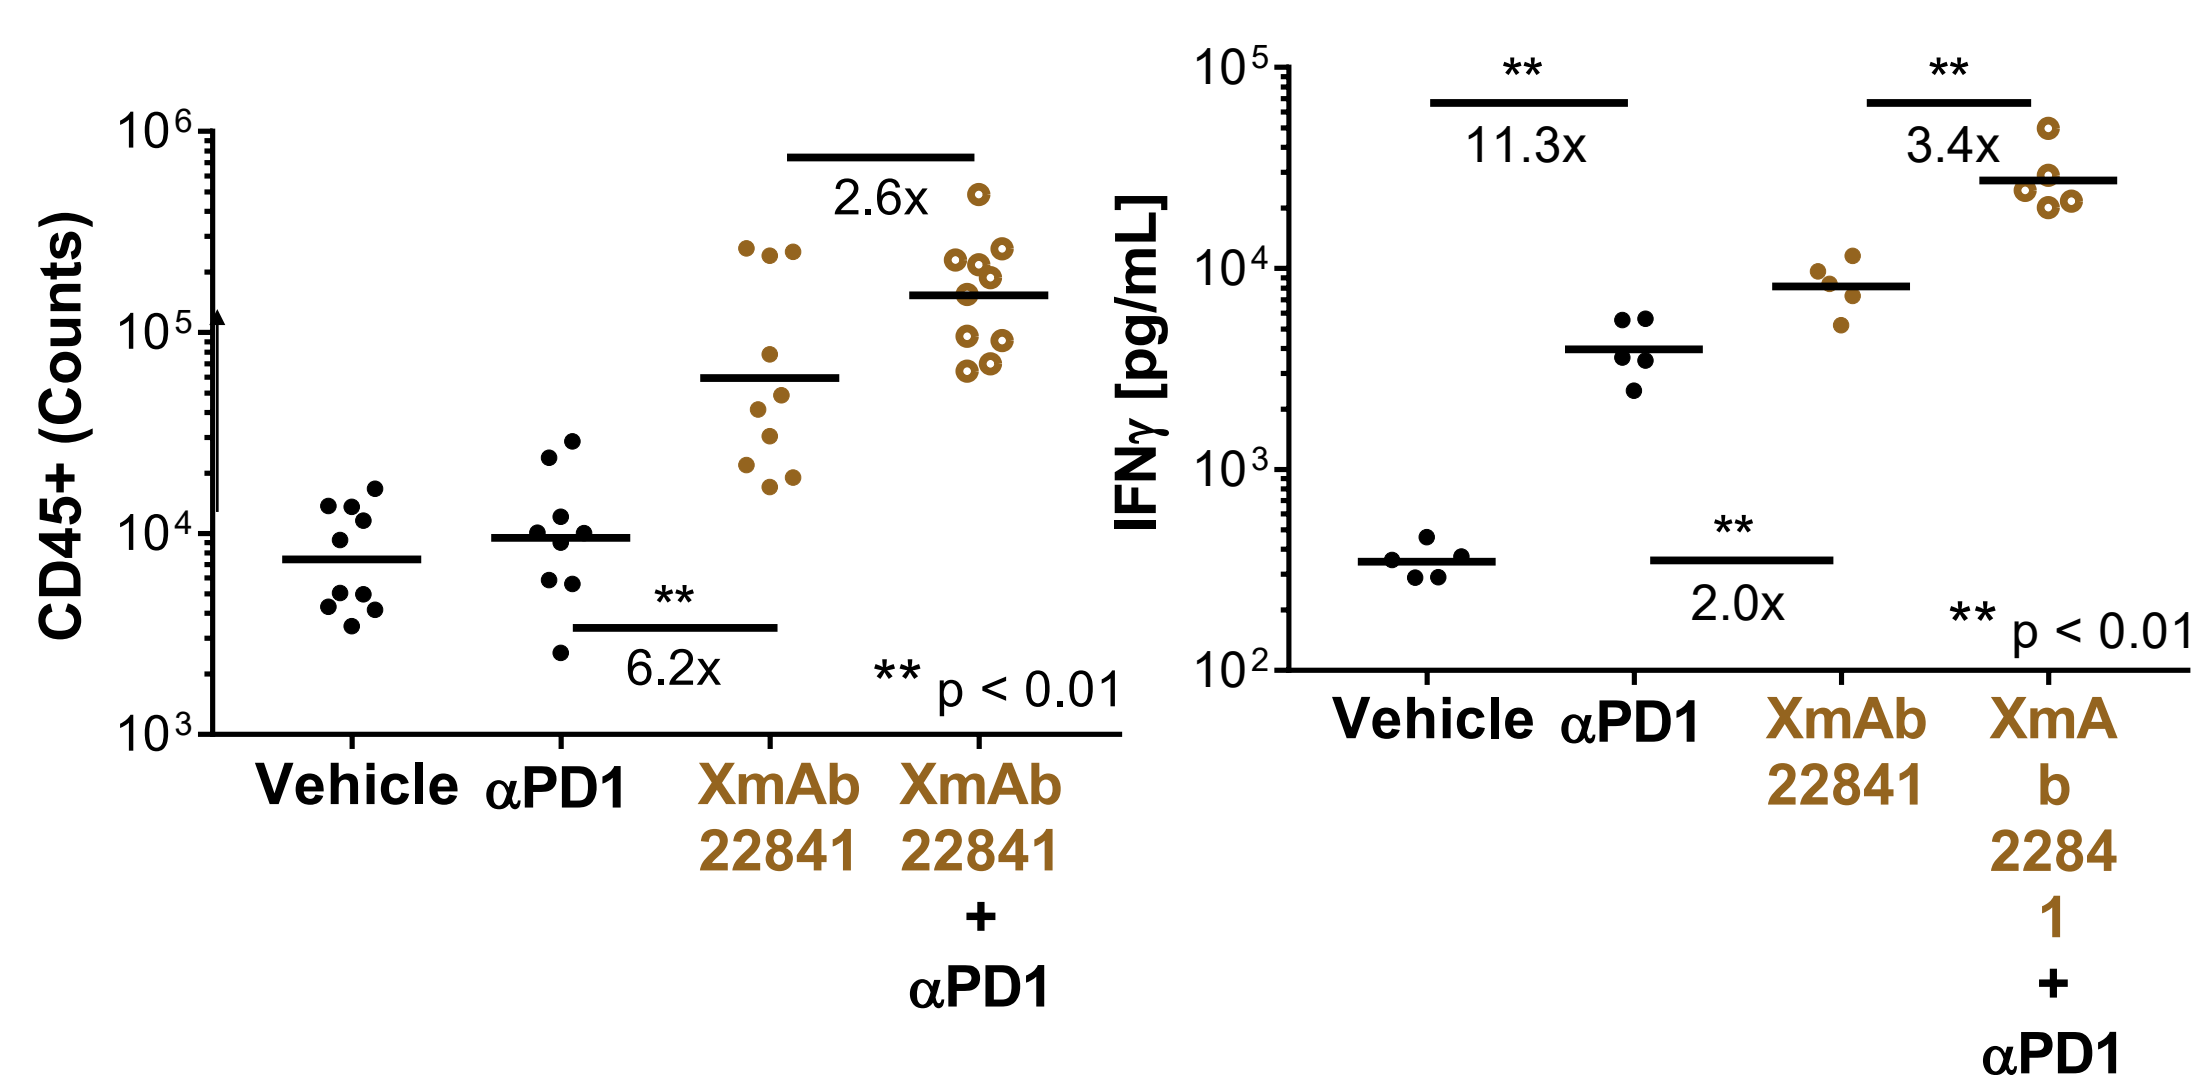 CD45+ (Counts)
10^6
10^5
10^4
10^3
2.6x
**
6.2x
** p < 0.01
Vehicle
αPD1
XmAb
22841
XmAb
22841
+
αPD1
IFNγ [pg/mL]
10^5
10^4
10^3
10^2
**
11.3x
**
3.4x
**
2.0x
** p < 0.01
Vehicle
αPD1
XmAb
22841
XmA
b
2284
1
+
αPD1